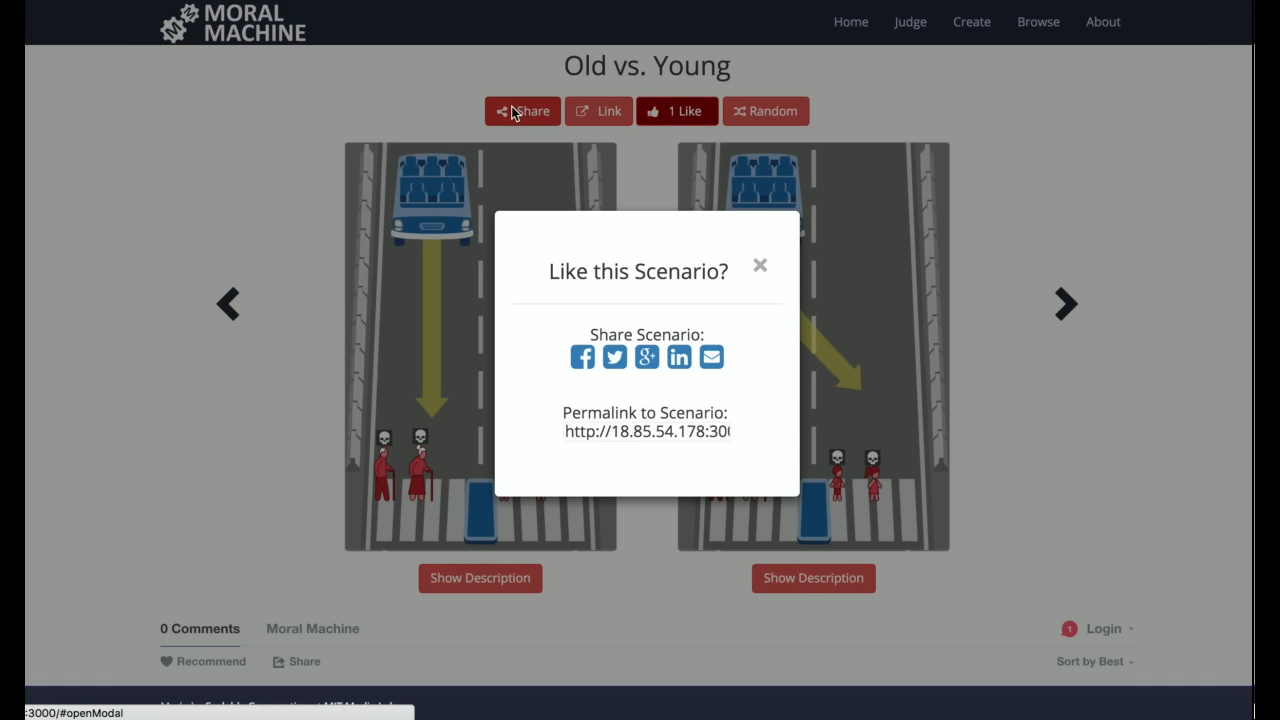 MORAL
MACHINE
Home
Judge
Create
Browse
About
Old vs. Young
Share
Link
1 Like
Random
Like this Scenario?
Share Scenario:
Permalink to Scenario:
http://18.85.54.178:300
Show Description
Show Description
0 Comments
Moral Machine
1
Login
Recommend
Share
Sort by Best
:3000/#openModal